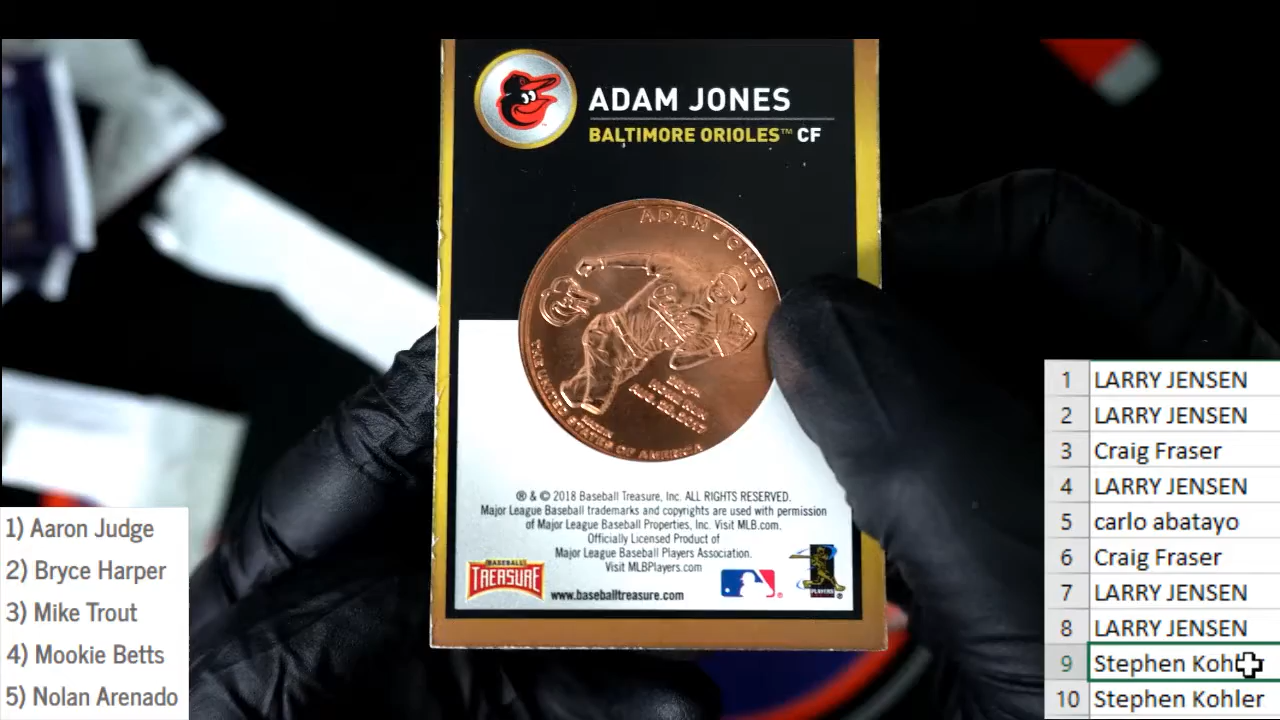 ADAM JONES
BALTIMORE ORIOLES™ CF
ADAM JONES
THE UNITED STATES OF AMERICA
® & © 2018 Baseball Treasure, Inc. ALL RIGHTS RESERVED.
Major League Baseball trademarks and copyrights are used with permission
of Major League Baseball Properties, Inc. Visit MLB.com.
Officially Licensed Product of
Major League Baseball Players Association.
Visit MLBPlayers.com
BASEBALL
TREASURE
www.baseballtreasure.com
PLAYERS
1) Aaron Judge
2) Bryce Harper
3) Mike Trout
4) Mookie Betts
5) Nolan Arenado
1 LARRY JENSEN
2 LARRY JENSEN
3 Craig Fraser
4 LARRY JENSEN
5 carlo abatayo
6 Craig Fraser
7 LARRY JENSEN
8 LARRY JENSEN
9 Stephen Kohler
10 Stephen Kohler